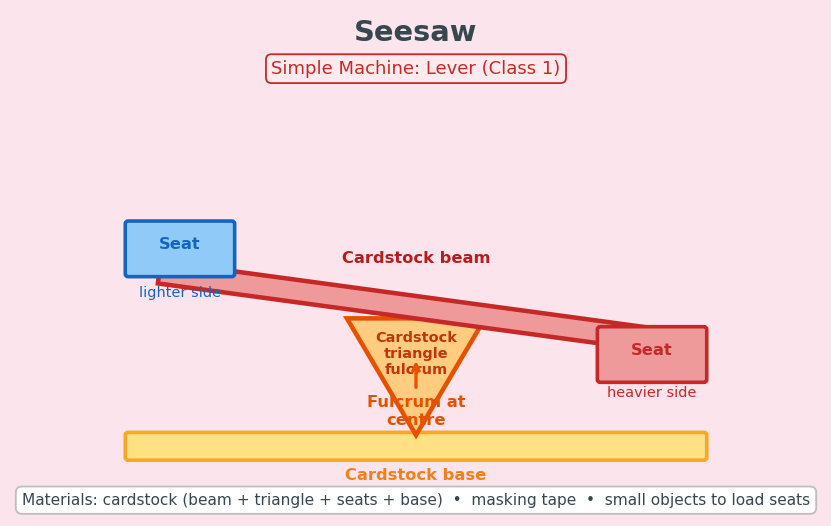 Seesaw
Simple Machine: Lever (Class 1)
Seat
Cardstock beam
lighter side
Cardstock
triangle
fulcrum
Seat
heavier side
Fulcrum at
centre
Cardstock base
Materials: cardstock (beam + triangle + seats + base) • masking tape • small objects to load seats